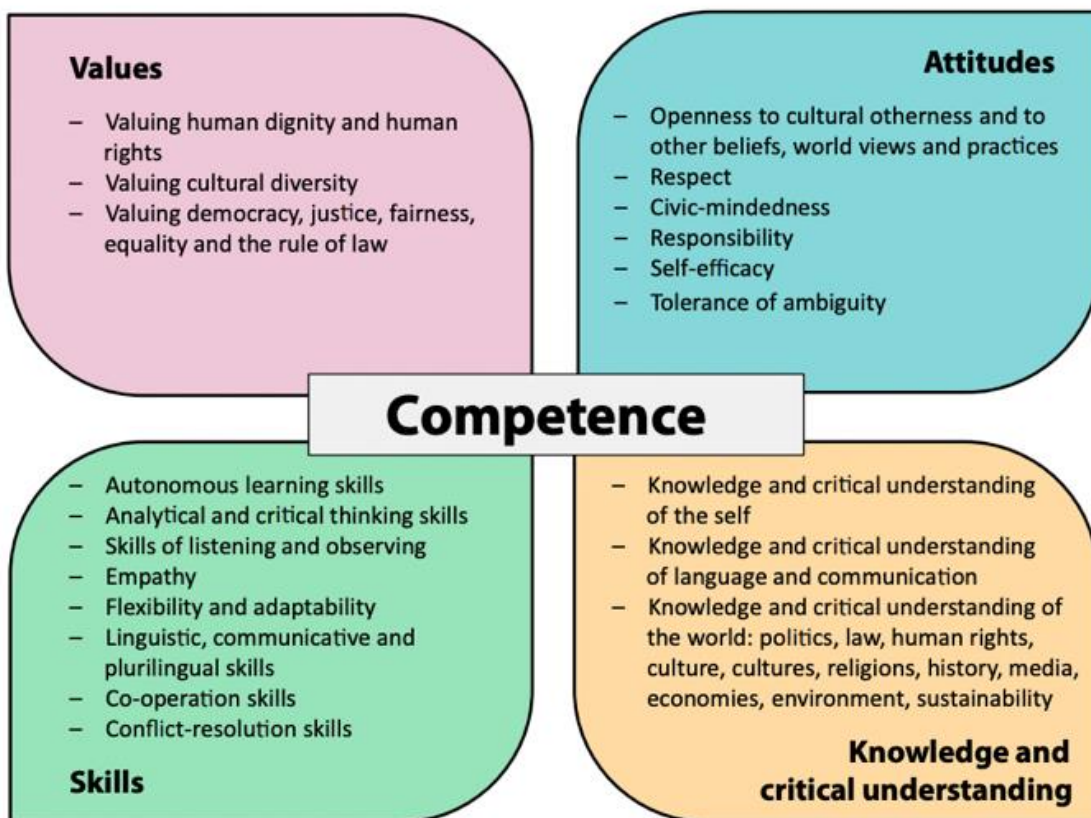 Values
– Valuing human dignity and human
rights
– Valuing cultural diversity
– Valuing democracy, justice, fairness,
equality and the rule of law
Attitudes
– Openness to cultural otherness and to
other beliefs, world views and practices
– Respect
– Civic-mindedness
– Responsibility
– Self-efficacy
– Tolerance of ambiguity
Competence
– Autonomous learning skills
– Analytical and critical thinking skills
– Skills of listening and observing
– Empathy
– Flexibility and adaptability
– Linguistic, communicative and
plurilingual skills
– Co-operation skills
– Conflict-resolution skills
Skills
– Knowledge and critical understanding
of the self
– Knowledge and critical understanding
of language and communication
– Knowledge and critical understanding of
the world: politics, law, human rights,
culture, cultures, religions, history, media,
economies, environment, sustainability
Knowledge and
critical understanding